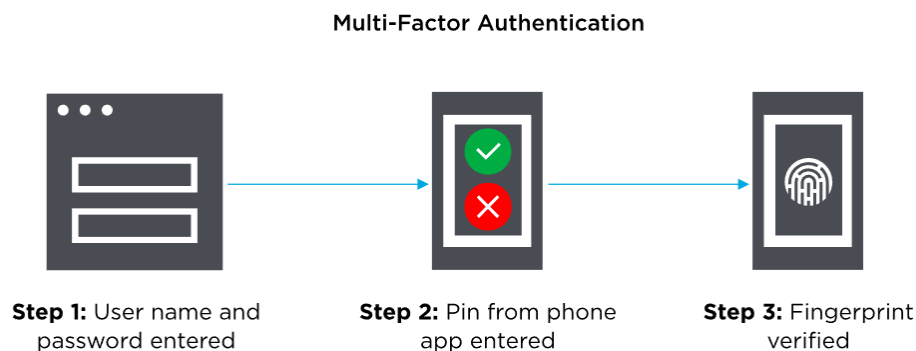 Multi-Factor Authentication
Step 1: User name and
password entered
Step 2: Pin from phone
app entered
Step 3: Fingerprint
verified